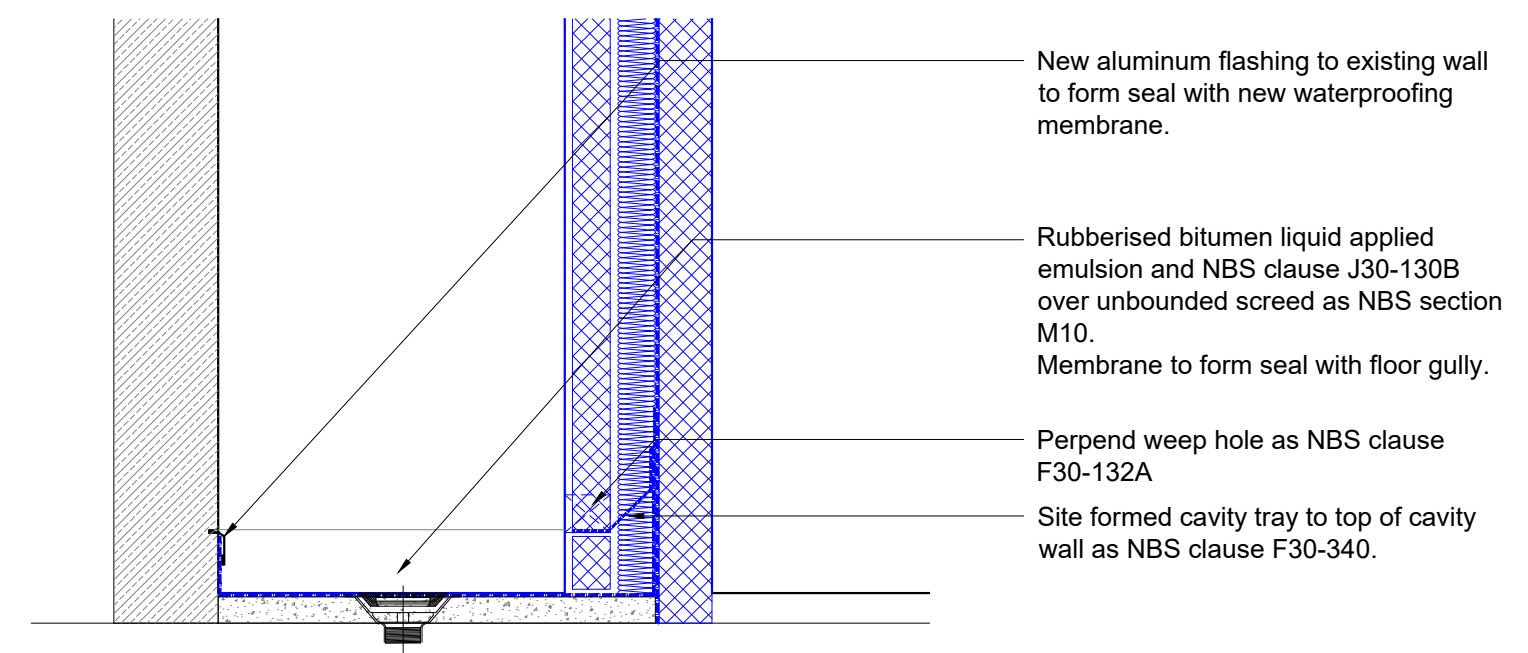 New aluminum flashing to existing wall
to form seal with new waterproofing
membrane.
Rubberised bitumen liquid applied
emulsion and NBS clause J30-130B
over unbounded screed as NBS section
M10.
Membrane to form seal with floor gully.
Perpend weep hole as NBS clause
F30-132A
Site formed cavity tray to top of cavity
wall as NBS clause F30-340.